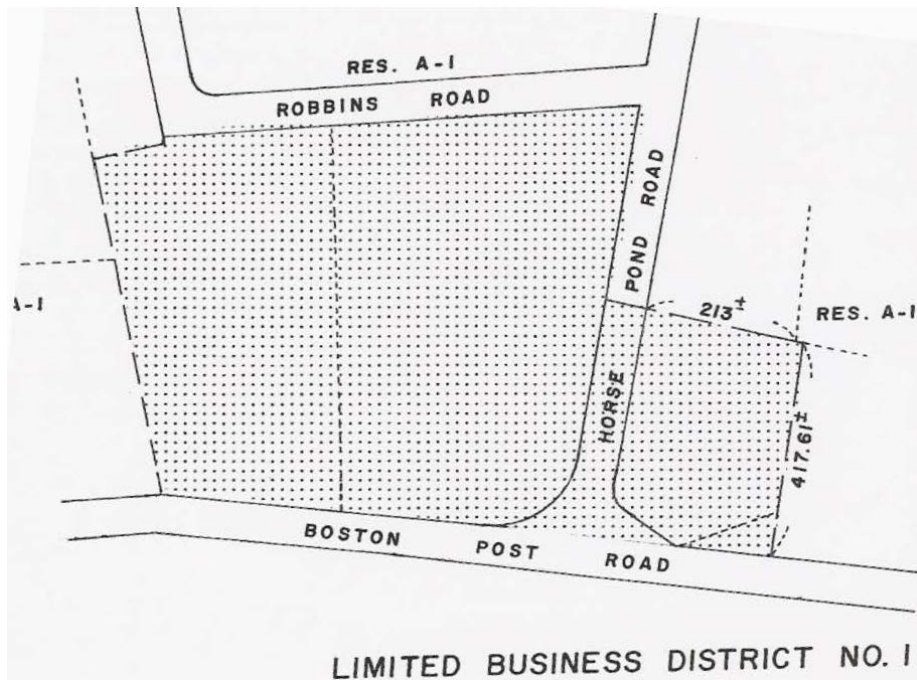 RES. A-1
ROBBINS ROAD
HORSE POND ROAD
A-1
213±
RES. A-1
417.61±
BOSTON POST ROAD
LIMITED BUSINESS DISTRICT NO. 1